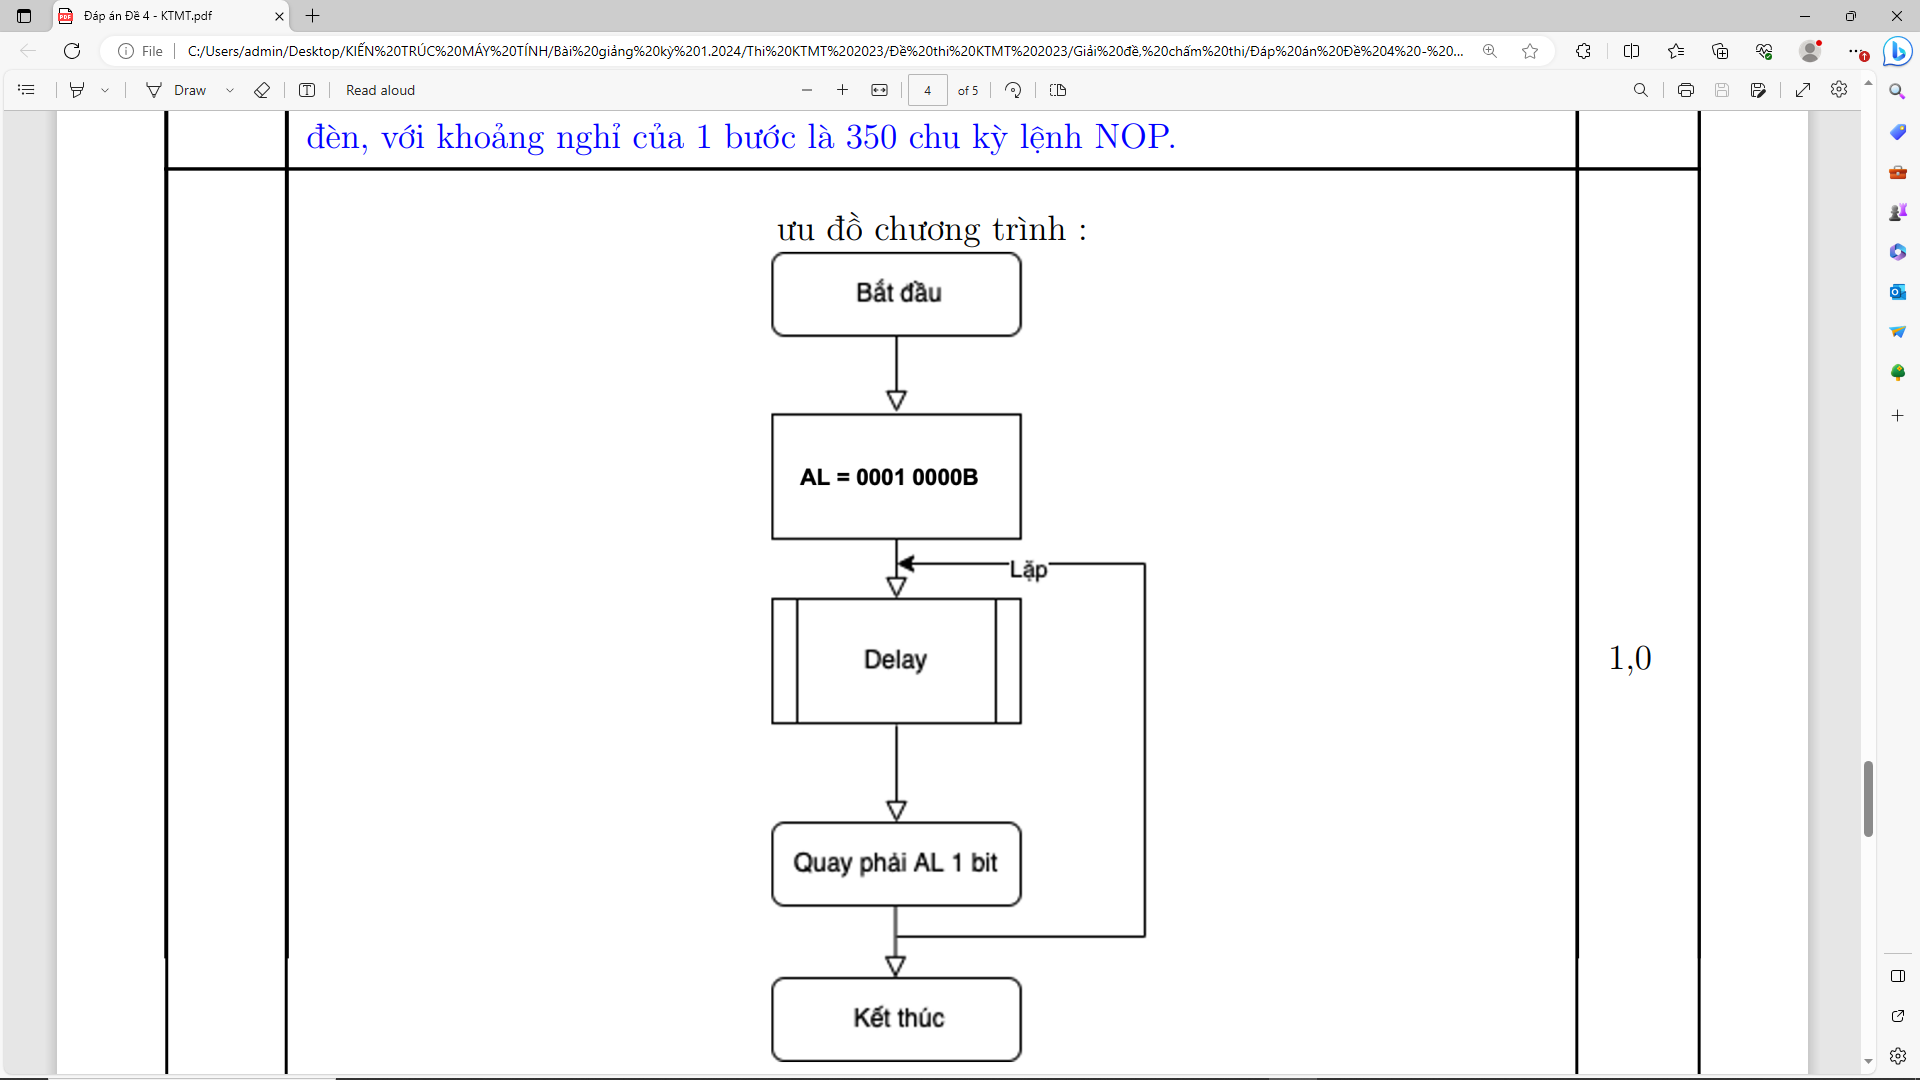 Đáp án Đề 4 - KTMT.pdf
File
C:/Users/admin/Desktop/KIẾN%20TRÚC%20MÁY%20TÍNH/Bài%20giảng%20kỳ%201.2024/Thi%20KTMT%202023/Đề%20thi%20KTMT%202023/Giải%20đề,%20chấm%20thi/Đáp%20án%20Đề%204%20-%20...
Draw
Read aloud
4
of 5
đèn, với khoảng nghỉ của 1 bước là 350 chu kỳ lệnh NOP.
ưu đồ chương trình :
Bắt đầu
AL = 0001 0000B
Lặp
Delay
1,0
Quay phải AL 1 bit
Kết thúc